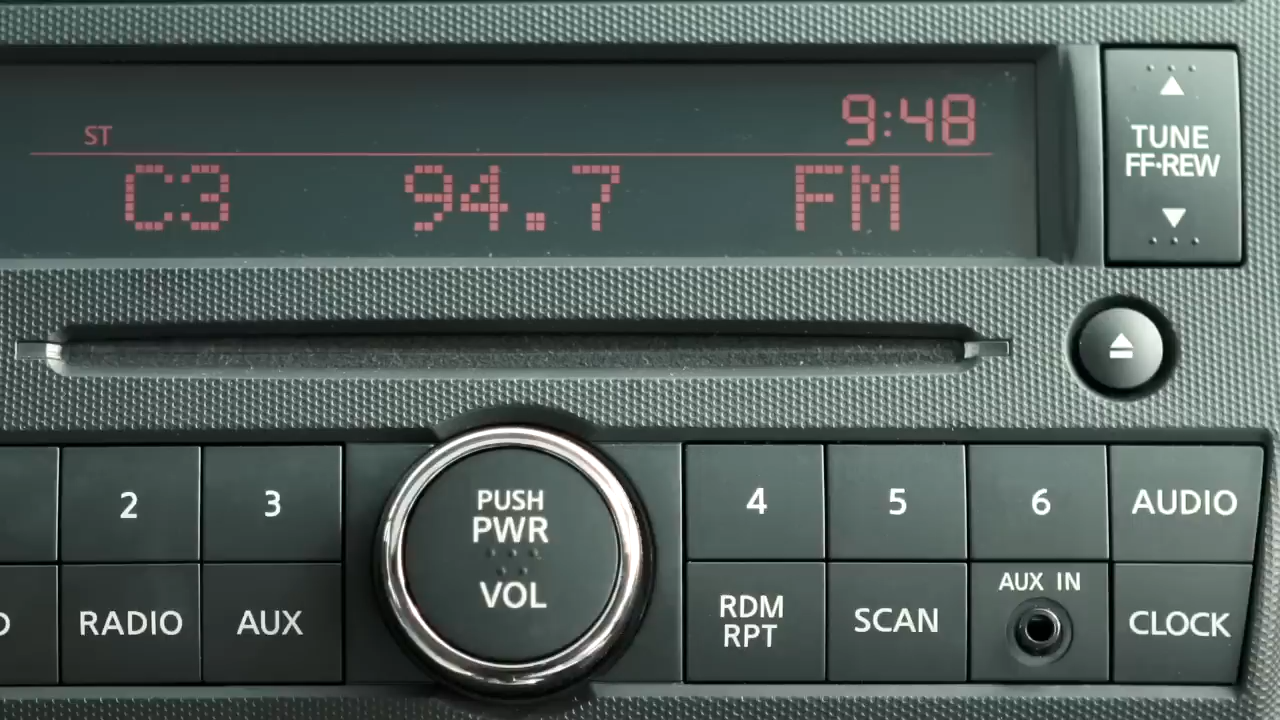 9:48
ST
C3 94.7 FM
TUNE
FF·REW
2 3
PUSH
PWR
VOL
4 5 6 AUDIO
RADIO AUX
RDM
RPT
SCAN
AUX IN
CLOCK